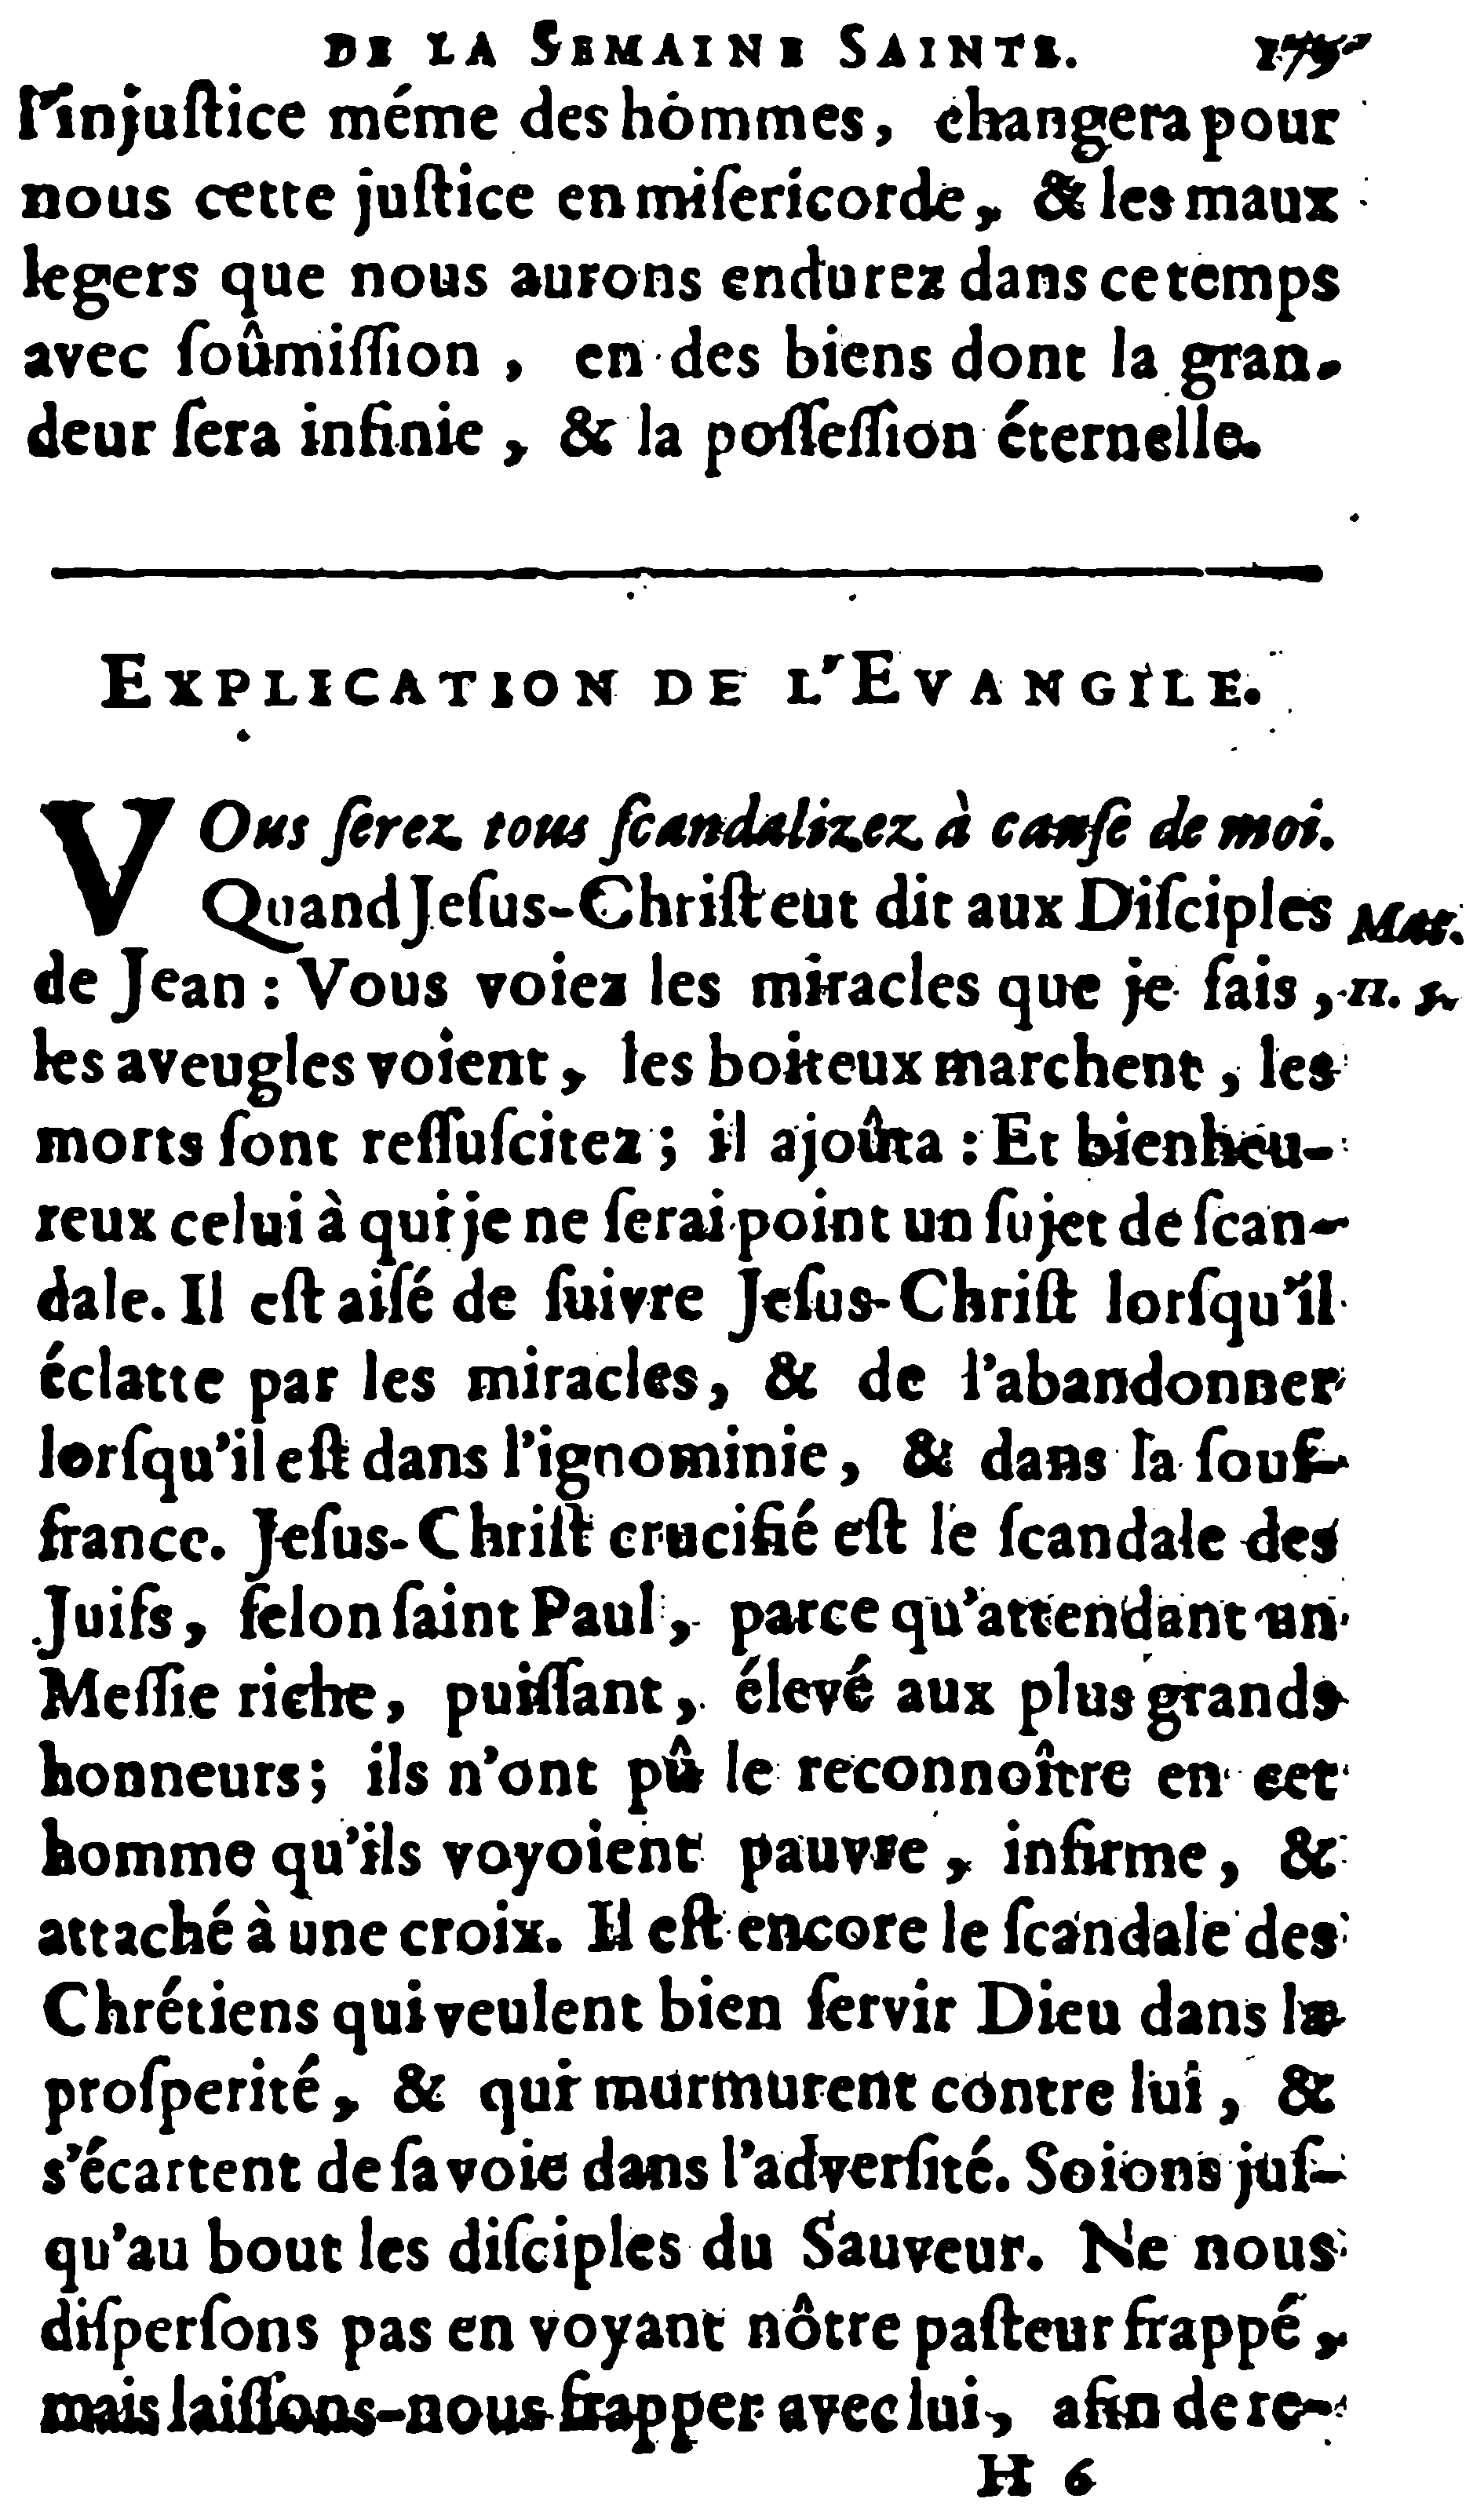 DE LA SEMAINE SAINTE. 179
l'injuſtice méme des hommes, changera pour
nous cette juſtice en miſericorde, & les maux
legers que nous aurons endurez dans ce temps
avec ſoûmiſſion, en des biens dont la gran-
deur ſera infinie, & la poſſeſſion éternelle.
EXPLICATION DE L'EVANGILE.
VOus ſerez tous ſcandalizez à cauſe de moi.
Quand Jeſus-Chriſt eut dit aux Diſciples
Mat.
de Jean : Vous voiez les miracles que je fais,
11.
les aveugles voient, les boiteux marchent, les
morts ſont reſſuſcitez; il ajoûta : Et bienheu-
reux celui à qui je ne ſerai point un ſujet de ſcan-
dale. Il eſt aiſé de ſuivre Jeſus-Chriſt lorſqu'il
éclatte par les miracles, & de l'abandonner
lorſqu'il eſt dans l'ignominie, & dans la ſouf-
france. Jeſus-Chriſt crucifié eſt le ſcandale des
Juifs, ſelon ſaint Paul, parce qu'attendant un
Meſſie riche, puiſſant, élevé aux plus grands
honneurs; ils n'ont pû le reconnoître en cet
homme qu'ils voyoient pauvre, infirme, &
attaché à une croix. Il eſt encore le ſcandale des
Chrétiens qui veulent bien ſervir Dieu dans la
proſperité, & qui murmurent contre lui, &
s'écartent de ſa voie dans l'adverſité. Soions juſ-
qu'au bout les diſciples du Sauveur. Ne nous
diſperſons pas en voyant nôtre paſteur frappé,
mais laiſſons-nous frapper avec lui, afin de re-
H 6